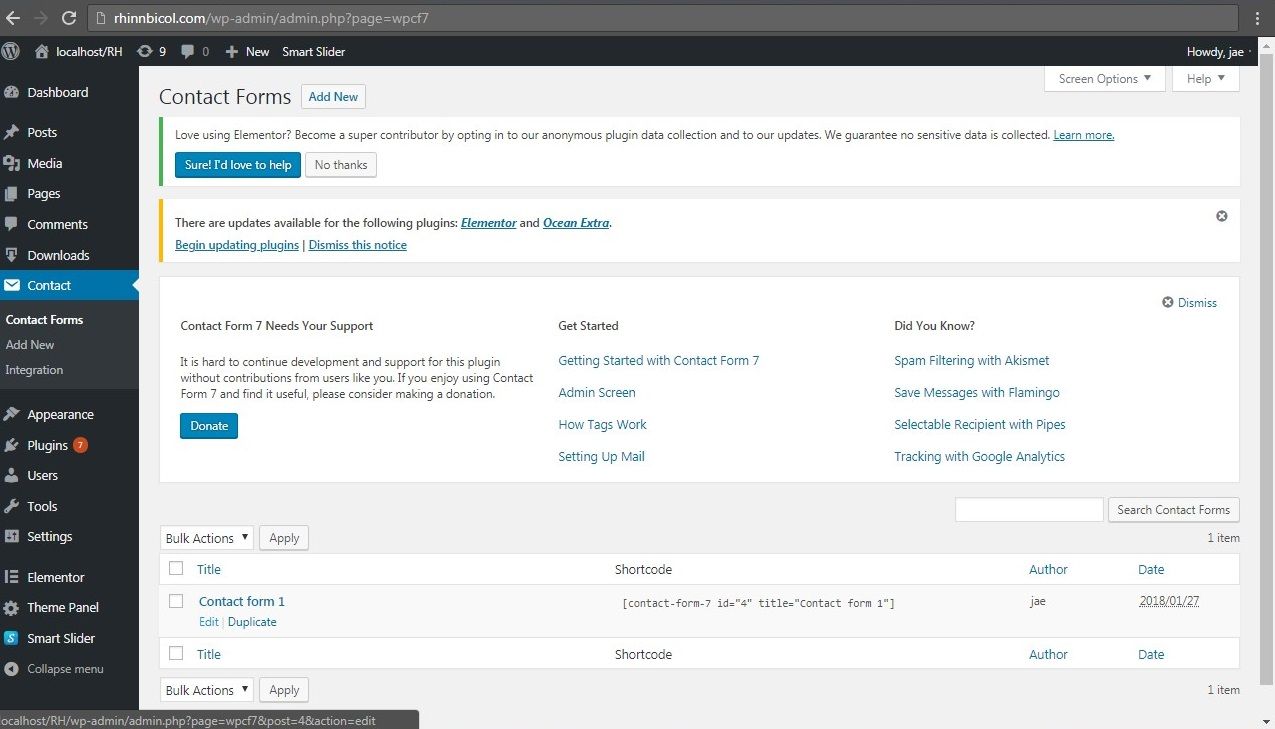 rhinnbicol.com/wp-admin/admin.php?page=wpcf7
localhost/RH 9 0 New Smart Slider Howdy, jae
Screen Options Help
Dashboard
Posts
Media
Pages
Comments
Downloads
Contact
Contact Forms
Add New
Integration
Appearance
Plugins 7
Users
Tools
Settings
Elementor
Theme Panel
S Smart Slider
Collapse menu
Contact Forms Add New
Love using Elementor? Become a super contributor by opting in to our anonymous plugin data collection and to our updates. We guarantee no sensitive data is collected. Learn more.
Sure! I'd love to help No thanks
There are updates available for the following plugins: Elementor and Ocean Extra.
Begin updating plugins | Dismiss this notice
Dismiss
Contact Form 7 Needs Your Support
It is hard to continue development and support for this plugin
without contributions from users like you. If you enjoy using Contact
Form 7 and find it useful, please consider making a donation.
Donate
Get Started
Getting Started with Contact Form 7
Admin Screen
How Tags Work
Setting Up Mail
Did You Know?
Spam Filtering with Akismet
Save Messages with Flamingo
Selectable Recipient with Pipes
Tracking with Google Analytics
Search Contact Forms
Bulk Actions Apply 1 item
Title Shortcode Author Date
Contact form 1 [contact-form-7 id="4" title="Contact form 1"] jae 2018/01/27
Edit | Duplicate
Title Shortcode Author Date
Bulk Actions Apply 1 item
localhost/RH/wp-admin/admin.php?page=wpcf7&post=4&action=edit